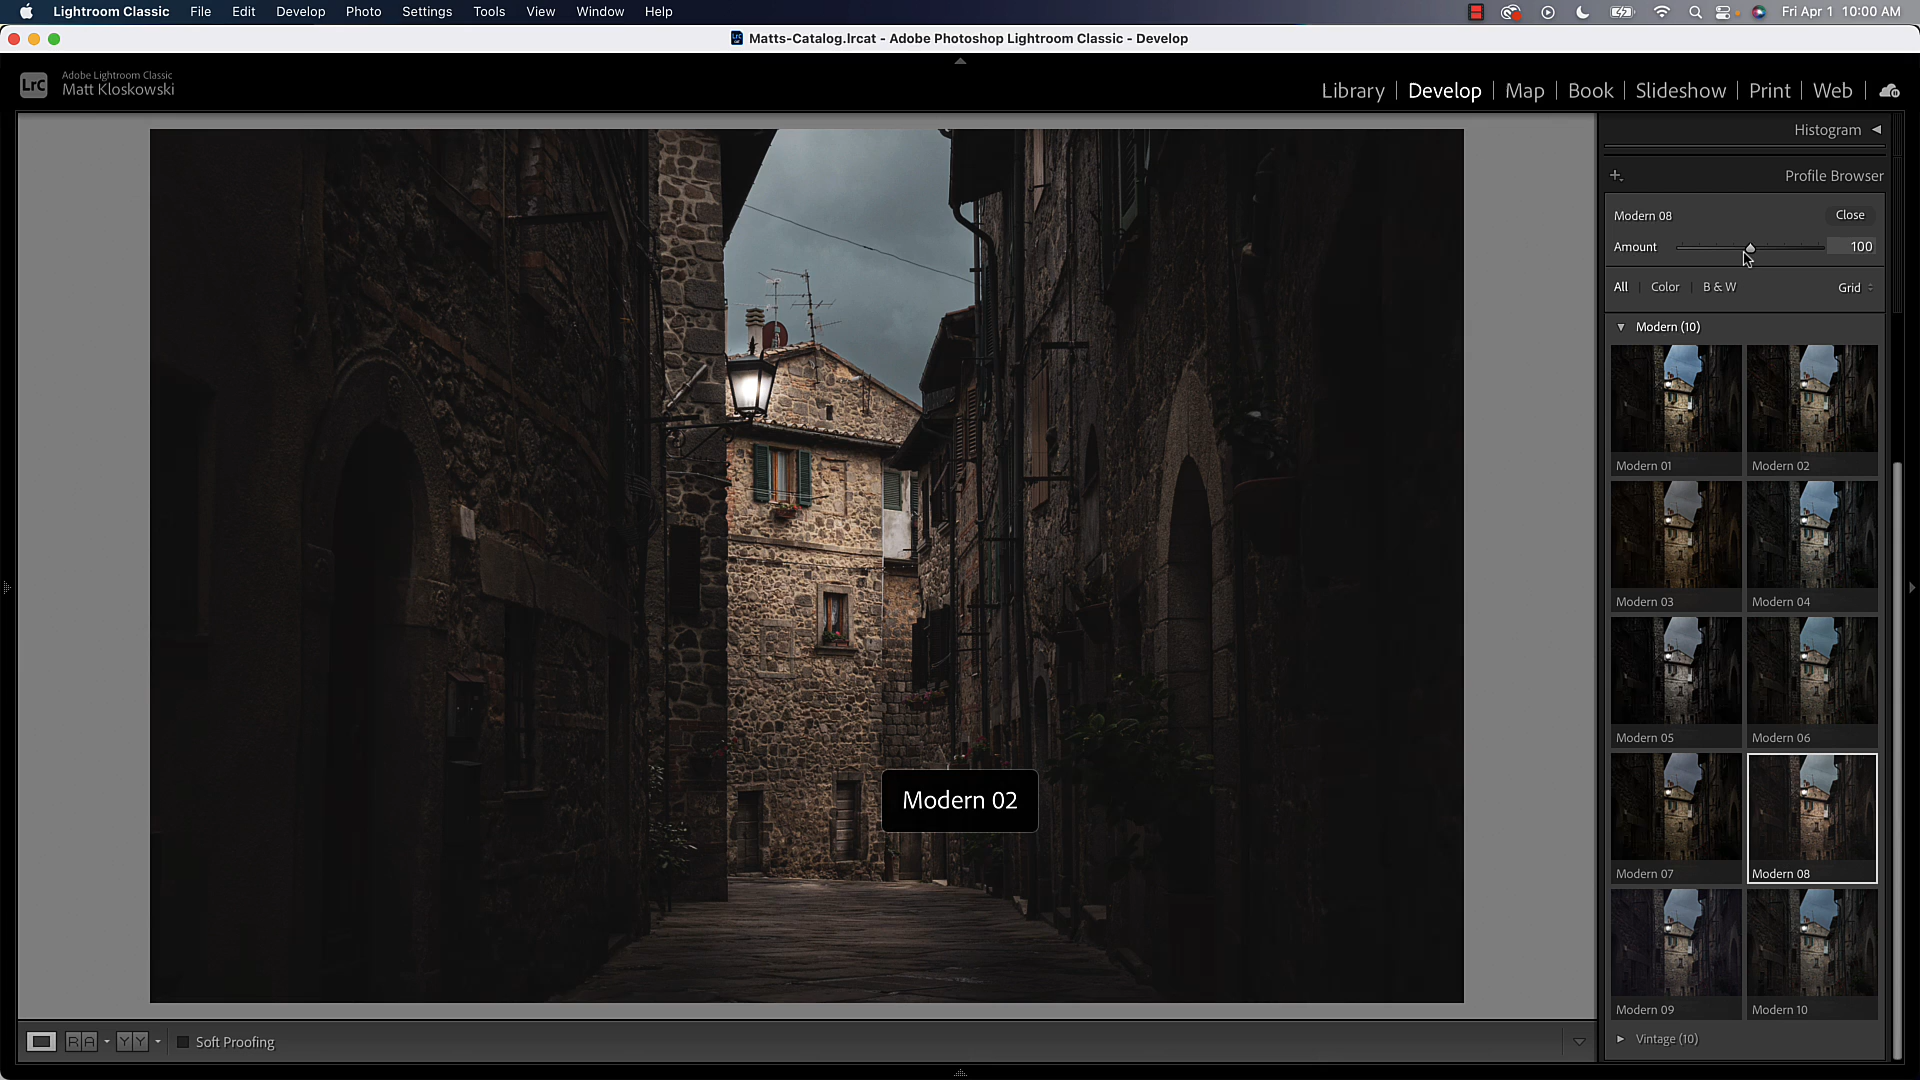 Lightroom Classic File Edit Develop Photo Settings Tools View Window Help Fri Apr 1 10:00 AM
Matts-Catalog.lrcat - Adobe Photoshop Lightroom Classic - Develop
LrC
Adobe Lightroom Classic
Matt Kloskowski
Library | Develop | Map | Book | Slideshow | Print | Web |
Histogram
Profile Browser
Modern 08 Close
Amount 100
All | Color | B & W Grid
Modern (10)
Modern 01 Modern 02
Modern 03 Modern 04
Modern 05 Modern 06
Modern 07 Modern 08
Modern 09 Modern 10
Vintage (10)
Modern 02
R A Y Y Soft Proofing